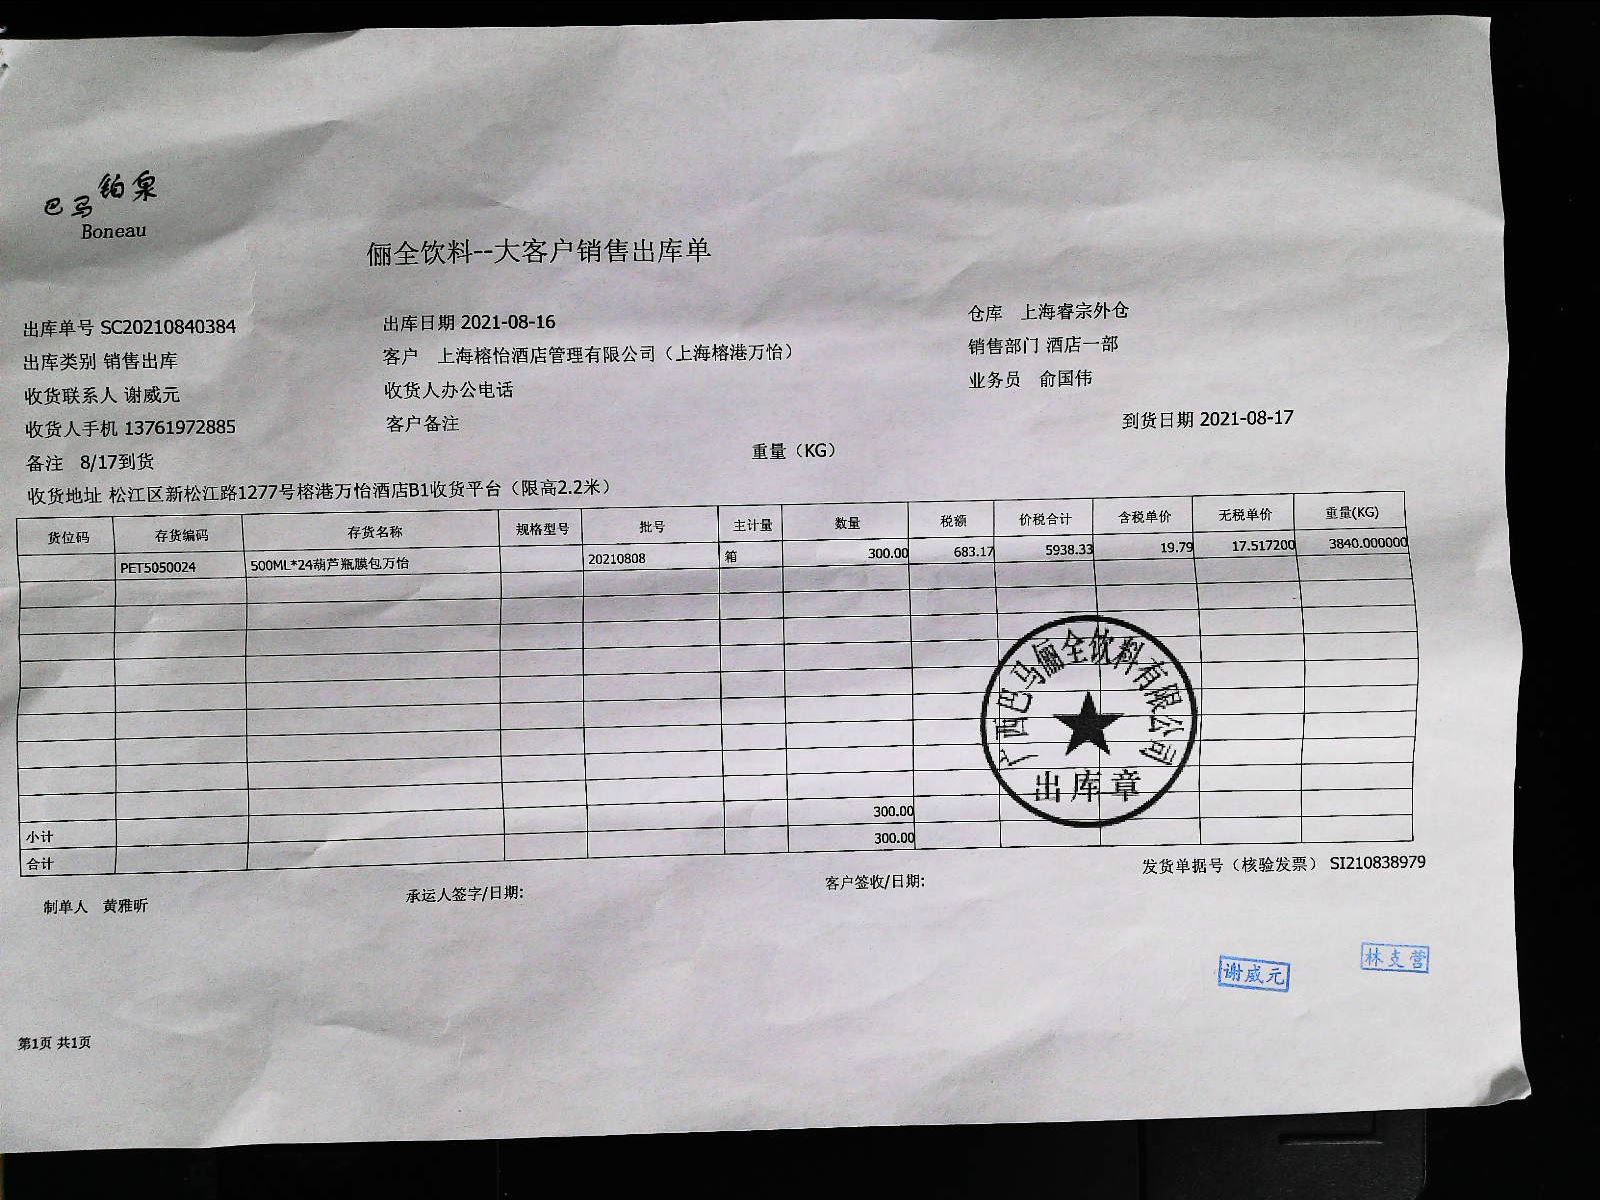 巴马铂泉
Boneau
俪全饮料--大客户销售出库单
出库单号 SC20210840384 出库日期 2021-08-16 仓库 上海睿宗外仓
出库类别 销售出库 客户 上海榕怡酒店管理有限公司（上海榕港万怡） 销售部门 酒店一部
收货联系人 谢威元 收货人办公电话 业务员 俞国伟
收货人手机 13761972885 客户备注 到货日期 2021-08-17
备注 8/17到货 重量（KG）
收货地址 松江区新松江路1277号榕港万怡酒店B1收货平台（限高2.2米）
货位码 存货编码 存货名称 规格型号 批号 主计量 数量 税额 价税合计 含税单价 无税单价 重量(KG)
PET5050024 500ML*24葫芦瓶膜包万怡 20210808 箱 300.00 683.17 5938.33 19.79 17.517200 3840.000000
广西巴马俪全饮料有限公司
出库章
小计 300.00
合计 300.00
发货单据号（核验发票） SI210838979
制单人 黄雅昕 承运人签字/日期: 客户签收/日期:
谢威元 林支营
第1页 共1页